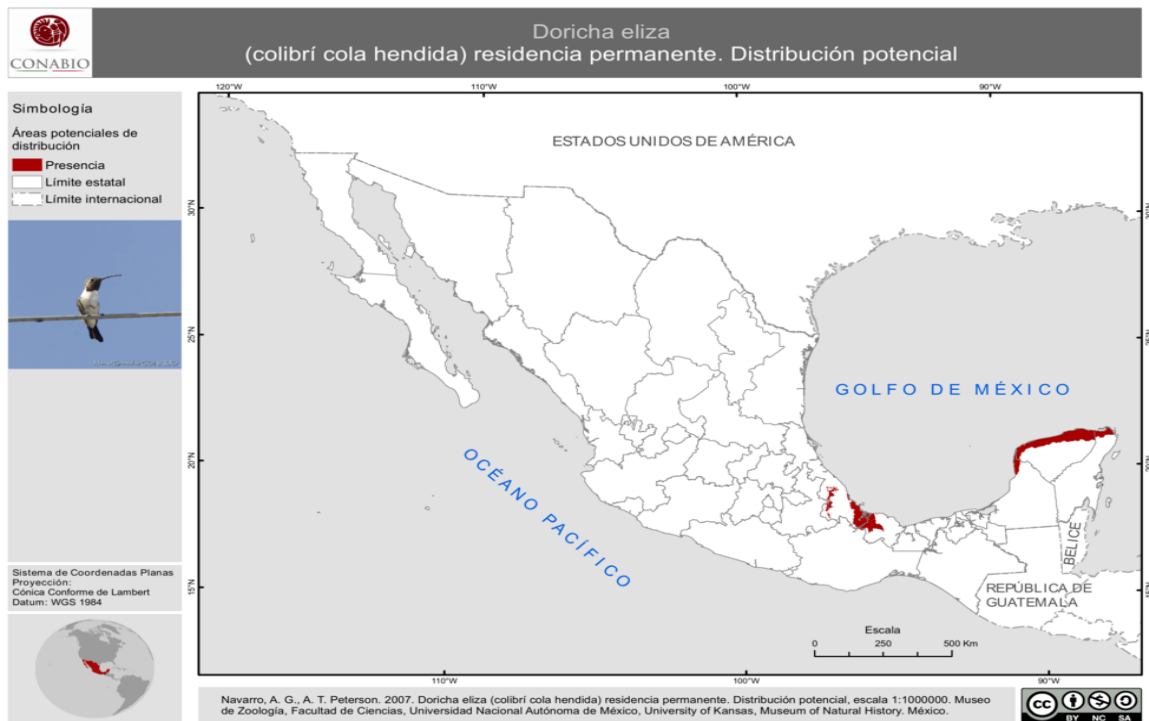 CONABIO
Doricha eliza
(colibrí cola hendida) residencia permanente. Distribución potencial
Simbología
Áreas potenciales de
distribución
Presencia
Límite estatal
Límite internacional
Sistema de Coordenadas Planas
Proyección:
Cónica Conforme de Lambert
Datum: WGS 1984
120°W
110°W
100°W
90°W
ESTADOS UNIDOS DE AMÉRICA
30°N
25°N
25°N
GOLFO DE MÉXICO
20°N
20°N
OCÉANO PACÍFICO
BELICE
15°N
15°N
REPÚBLICA DE
GUATEMALA
Escala
0 250 500 Km
110°W
100°W
90°W
Navarro, A. G., A. T. Peterson. 2007. Doricha eliza (colibrí cola hendida) residencia permanente. Distribución potencial, escala 1:1000000. Museo
de Zoología, Facultad de Ciencias, Universidad Nacional Autónoma de México, University of Kansas, Museum of Natural History. México.
cc
BY NC SA